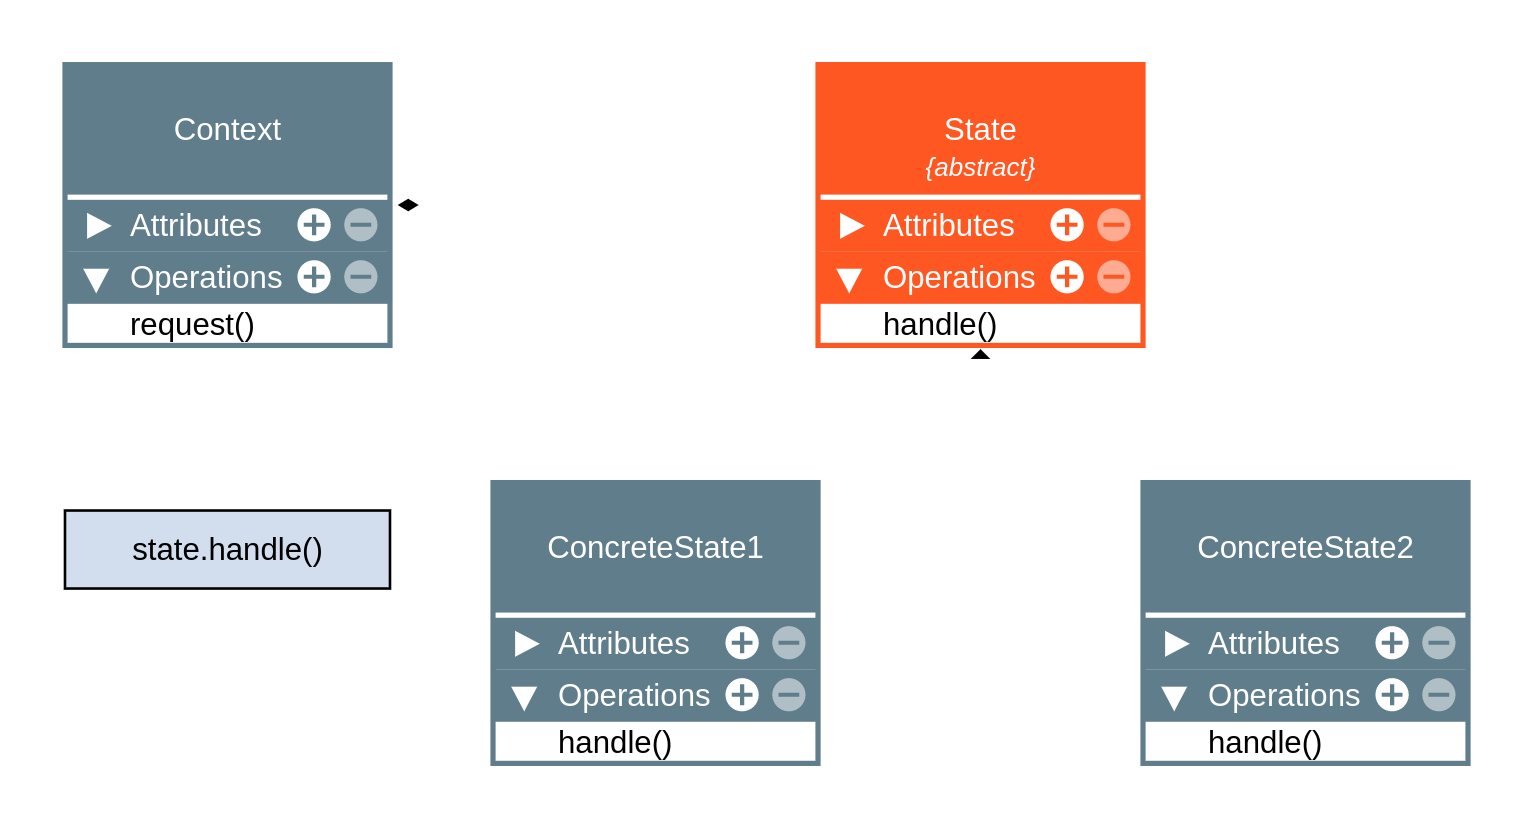 Context
Attributes
Operations
request()
State
{abstract}
Attributes
Operations
handle()
state.handle()
ConcreteState1
Attributes
Operations
handle()
ConcreteState2
Attributes
Operations
handle()